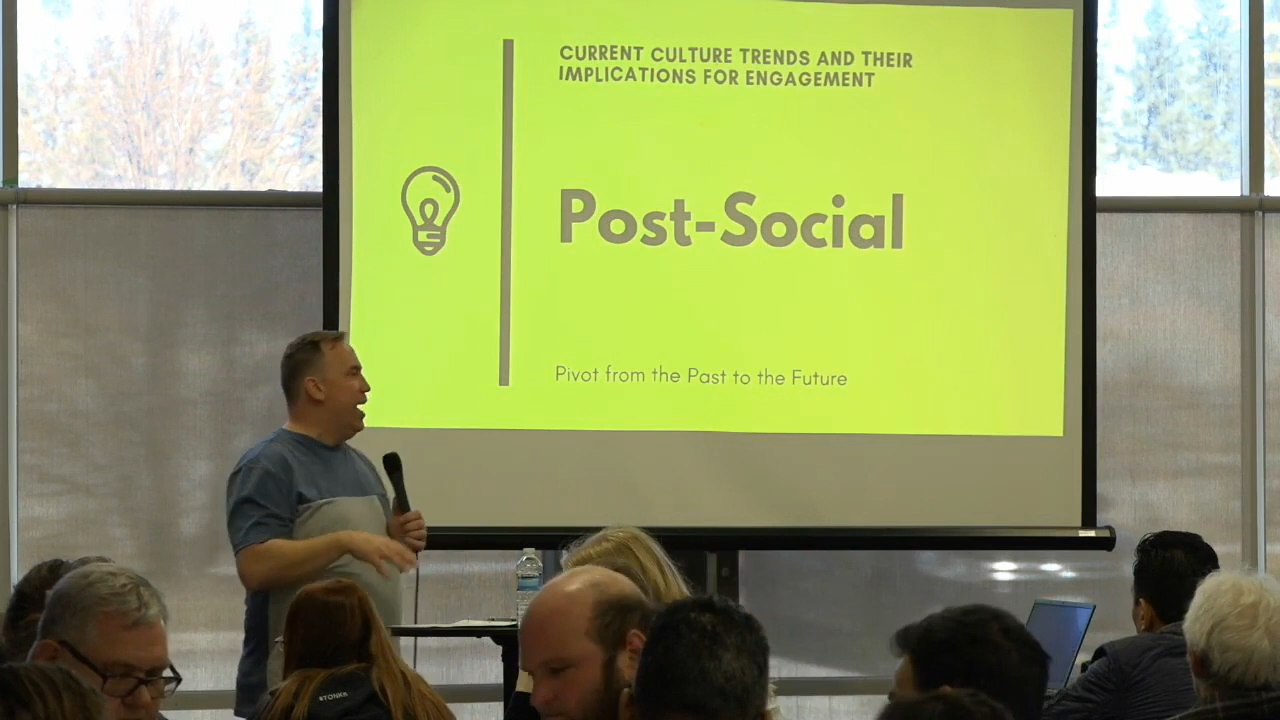 CURRENT CULTURE TRENDS AND THEIR
IMPLICATIONS FOR ENGAGEMENT
Post-Social
Pivot from the Past to the Future